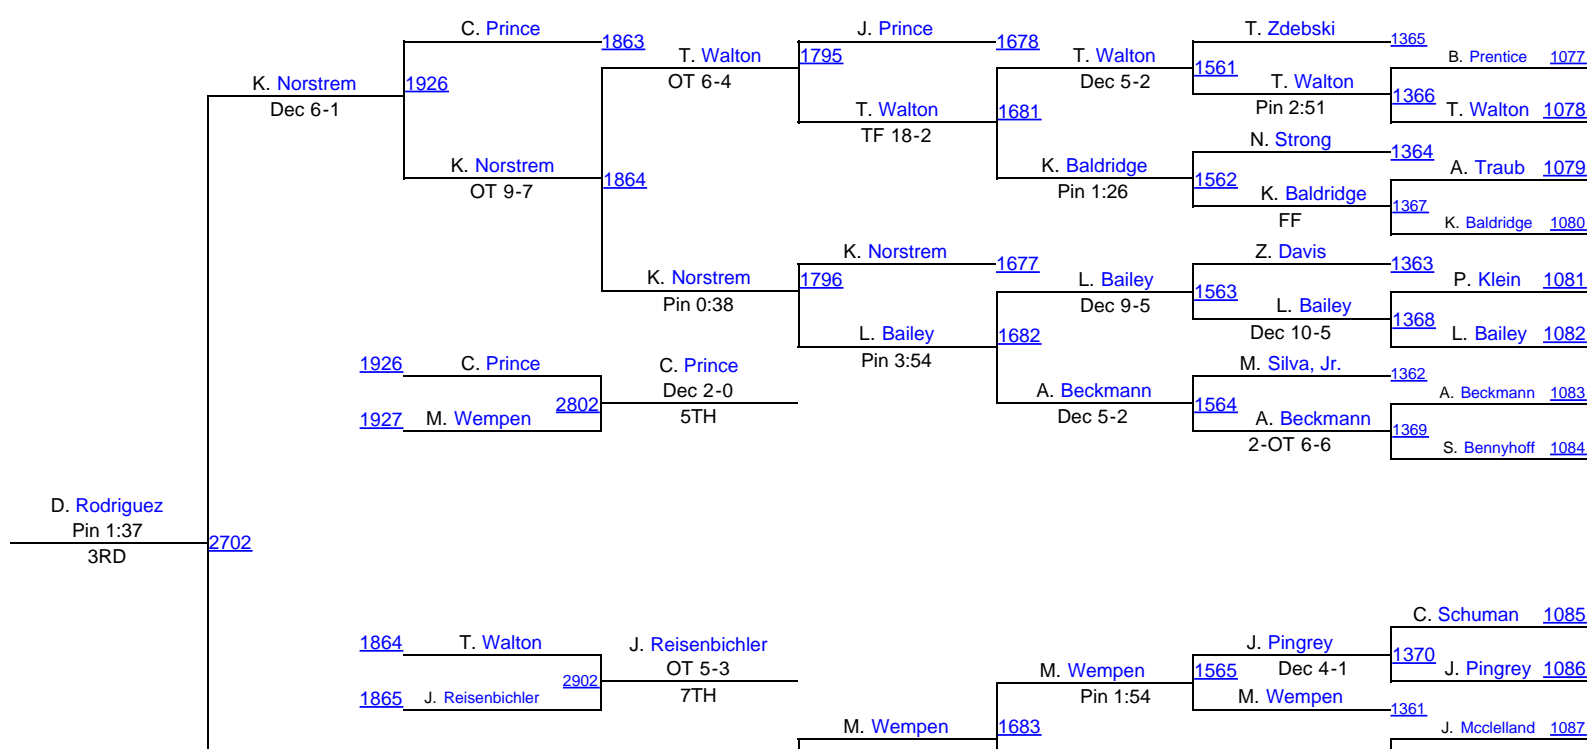 C. Prince
J. Prince
T. Zdebski
1863
1678
1365
T. Walton
1795
T. Walton
B. Prentice 1077
K. Norstrem
1926
OT 6-4
Dec 5-2
1561
T. Walton
1366
Dec 6-1
Pin 2:51
T. Walton
1681
T. Walton 1078
TF 18-2
N. Strong
1364
K. Norstrem
K. Baldridge
A. Traub 1079
OT 9-7
1864
Pin 1:26
1562
K. Baldridge
1367
FF
K. Baldridge 1080
K. Norstrem
1677
Z. Davis
1363
K. Norstrem
1796
L. Bailey
P. Klein 1081
Pin 0:38
Dec 9-5
1563
L. Bailey
1368
L. Bailey
1682
Dec 10-5
L. Bailey 1082
Pin 3:54
1926
C. Prince
C. Prince
M. Silva, Jr.
1362
Dec 2-0
A. Beckmann
A. Beckmann 1083
2802
5TH
Dec 5-2
1564
1927
M. Wempen
A. Beckmann
1369
2-OT 6-6
S. Bennyhoff 1084
D. Rodriguez
Pin 1:37
2702
3RD
C. Schuman 1085
1864
T. Walton
J. Reisenbichler
J. Pingrey
1370
OT 5-3
M. Wempen
1565
Dec 4-1
J. Pingrey 1086
2902
7TH
Pin 1:54
1865
J. Reisenbichler
M. Wempen
1361
M. Wempen
1683
J. Mcclelland 1087